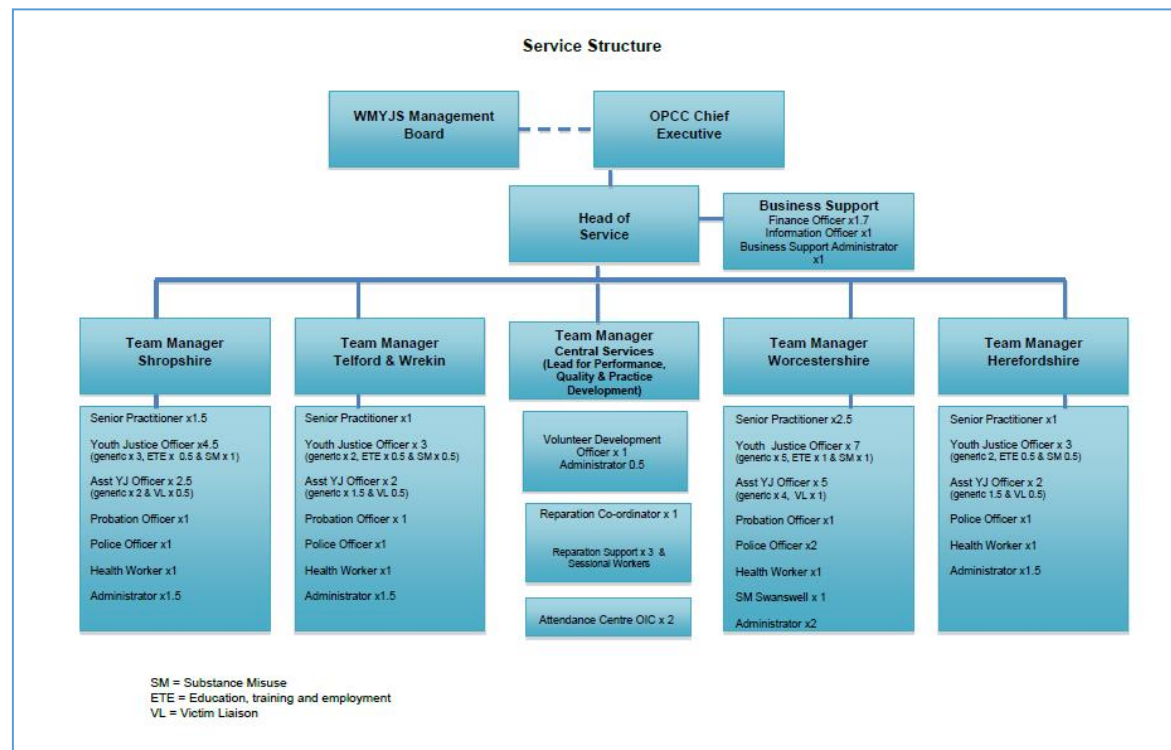 Service Structure
WMYJS Management
Board
OPCC Chief
Executive
Head of
Service
Business Support
Finance Officer x1.7
Information Officer x1
Business Support Administrator
x1
Team Manager
Shropshire
Team Manager
Telford & Wrekin
Team Manager
Central Services
(Lead for Performance,
Quality & Practice
Development)
Team Manager
Worcestershire
Team Manager
Herefordshire
Senior Practitioner x1.5
Youth Justice Officer x4.5
(generic x 3, ETE x 0.5 & SM x 1)
Asst YJ Officer x 2.5
(generic x 2 & VL x 0.5)
Probation Officer x1
Police Officer x1
Health Worker x1
Administrator x1.5
Senior Practitioner x1
Youth Justice Officer x 3
(generic x 2, ETE x 0.5 & SM x 0.5)
Asst YJ Officer x 2
(generic x 1.5 & VL 0.5)
Probation Officer x 1
Police Officer x1
Health Worker x1
Administrator x1.5
Volunteer Development
Officer x 1
Administrator 0.5
Reparation Co-ordinator x 1
Reparation Support x 3 &
Sessional Workers
Attendance Centre OIC x 2
Senior Practitioner x2.5
Youth Justice Officer x 7
(generic x 5, ETE x 1 & SM x 1)
Asst YJ Officer x 5
(generic x 4, VL x 1)
Probation Officer x1
Police Officer x2
Health Worker x1
SM Swanswell x 1
Administrator x2
Senior Practitioner x1
Youth Justice Officer x 3
(generic 2, ETE 0.5 & SM 0.5)
Asst YJ Officer x 2
(generic 1.5 & VL 0.5)
Police Officer x1
Health Worker x1
Administrator x1.5
SM = Substance Misuse
ETE = Education, training and employment
VL = Victim Liaison